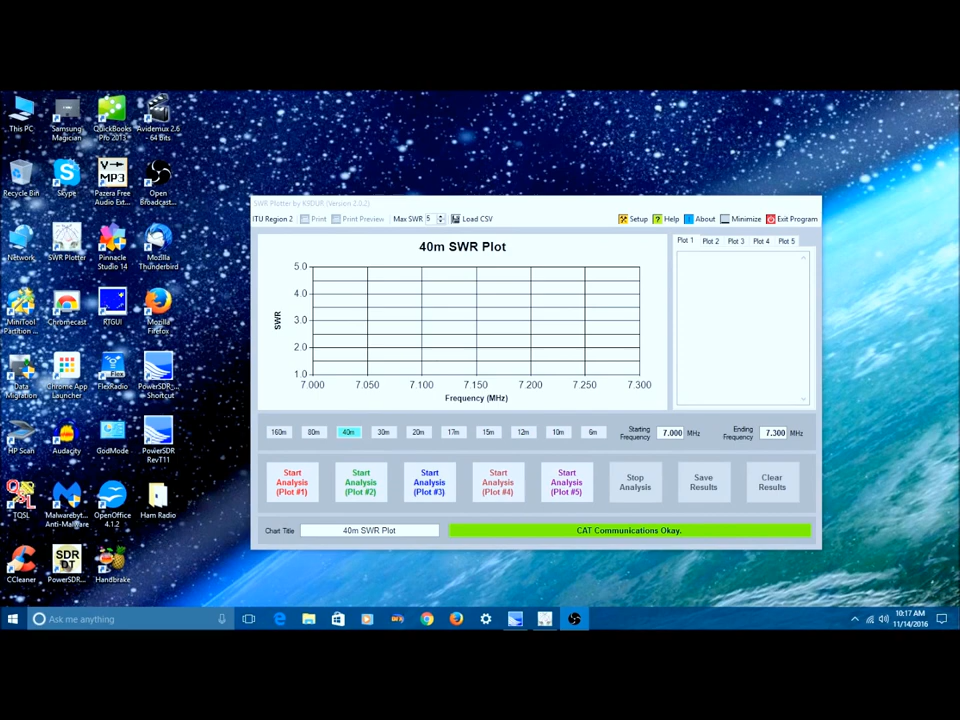 This PC
Samsung Magician
QuickBooks Pro 2013
Avidemux 2.6 - 64 Bits
Recycle Bin
Skype
V→ MP3
Pazera Free Audio Ext...
Open Broadcast...
Network
SWR Plotter
Pinnacle Studio 14
Mozilla Thunderbird
MiniTool Partition ...
Chromecast
RTGUI
Mozilla Firefox
Data Migration
Chrome App Launcher
Flex
FlexRadio
PowerSDR-... Shortcut
HP Scan
Audacity
GodMode
PowerSDR RevT11
TQSL
Malwarebyt... Anti-Malware
OpenOffice 4.1.2
Ham Radio
CCleaner
SDR DT
PowerSDR...
Handbrake
SWR Plotter by K9DUR (Version 2.0.2)
ITU Region 2 Print Print Preview Max SWR 5 Load CSV Setup Help About Minimize Exit Program
40m SWR Plot
5.0
4.0
3.0
2.0
1.0
SWR
7.000 7.050 7.100 7.150 7.200 7.250 7.300
Frequency (MHz)
Plot 1 Plot 2 Plot 3 Plot 4 Plot 5
160m 80m 40m 30m 20m 17m 15m 12m 10m 6m
Starting Frequency 7.000 MHz
Ending Frequency 7.300 MHz
Start Analysis (Plot #1)
Start Analysis (Plot #2)
Start Analysis (Plot #3)
Start Analysis (Plot #4)
Start Analysis (Plot #5)
Stop Analysis
Save Results
Clear Results
Chart Title 40m SWR Plot CAT Communications Okay.
Ask me anything
10:17 AM
11/14/2016